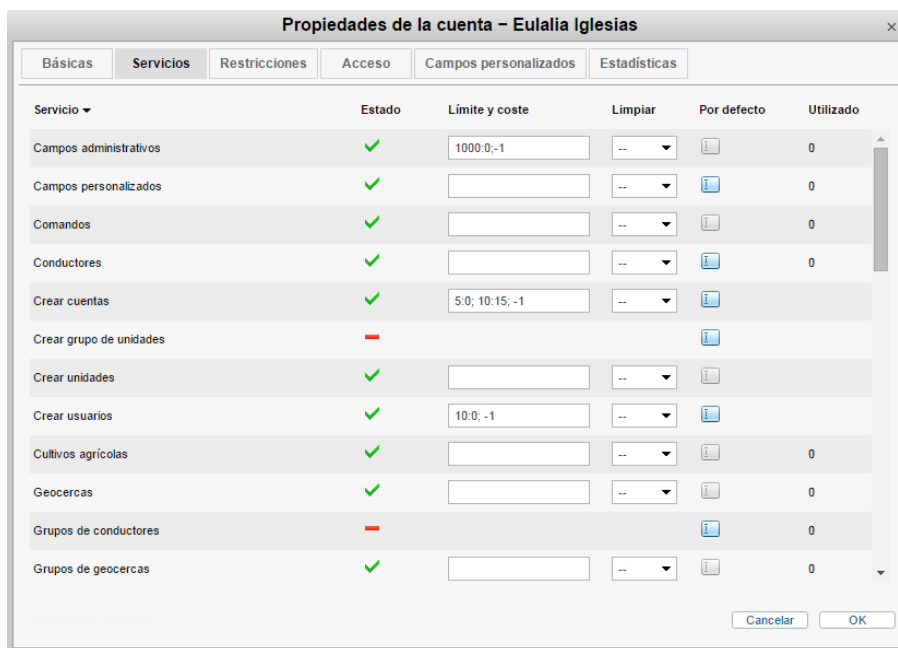 Propiedades de la cuenta – Eulalia Iglesias ×
Básicas Servicios Restricciones Acceso Campos personalizados Estadísticas
Servicio Estado Límite y coste Limpiar Por defecto Utilizado
Campos administrativos 1000:0;-1 -- 0
Campos personalizados -- 0
Comandos -- 0
Conductores -- 0
Crear cuentas 5:0; 10:15; -1 --
Crear grupo de unidades
Crear unidades --
Crear usuarios 10:0; -1 --
Cultivos agrícolas -- 0
Geocercas -- 0
Grupos de conductores 0
Grupos de geocercas -- 0
Cancelar OK